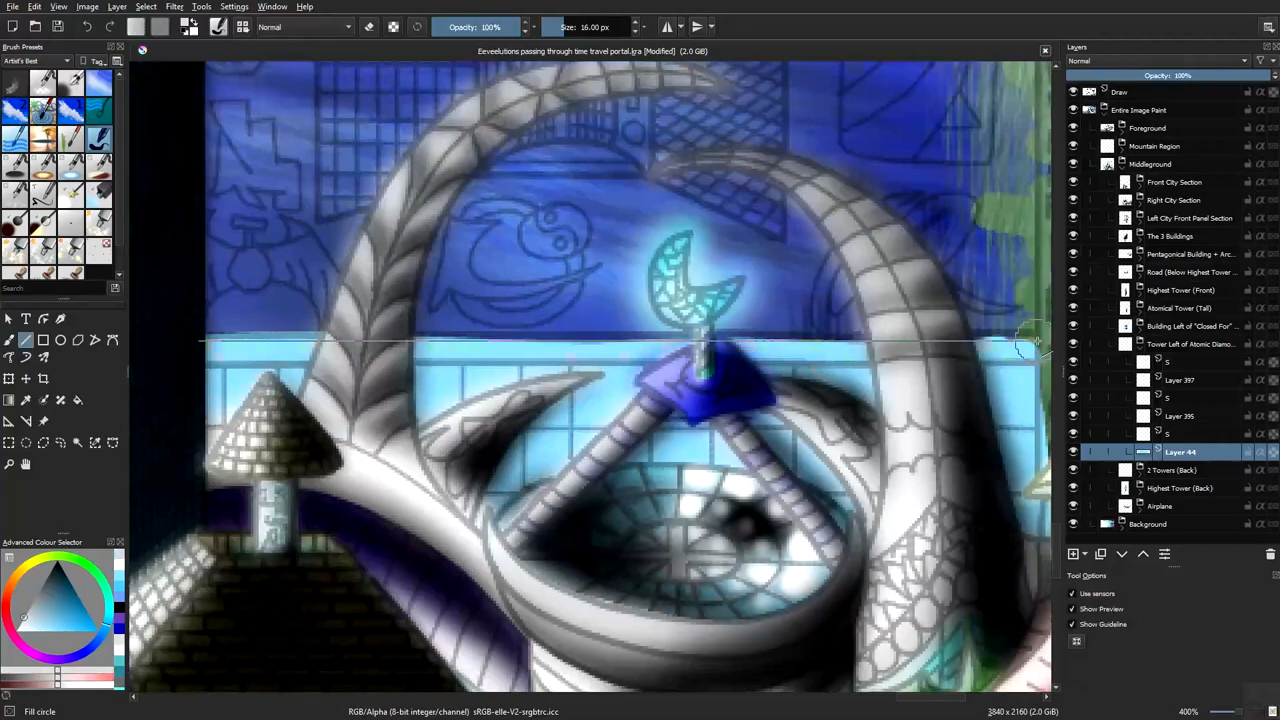 File Edit View Image Layer Select Filter Tools Settings Window Help
Normal
Opacity: 100%
Size: 16.00 px
Brush Presets
Eeveelutions passing through time travel portal.kra [Modified] (2.0 GiB)
Layers
Artist's Best
Tag
Normal
Opacity: 100%
Draw
Entire Image Paint
Foreground
Mountain Region
Middleground
Front City Section
Right City Section
Left City Front Panel Section
The 3 Buildings
Pentagonical Building + Arc...
Road (Below Highest Tower ...
Highest Tower (Front)
Atomical Tower (Tall)
Building Left of "Closed For" ...
Tower Left of Atomic Diamo...
S
Layer 397
S
Layer 395
S
Layer 44
2 Towers (Back)
Highest Tower (Back)
Airplane
Background
Search
Advanced Colour Selector
Tool Options
Use sensors
Show Preview
Show Guideline
Fill circle
RGB/Alpha (8-bit integer/channel) sRGB-elle-V2-srgbtrc.icc
3840 x 2160 (2.0 GiB)
400%